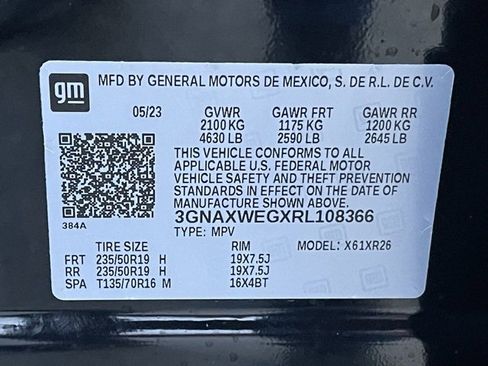 gm
MFD BY GENERAL MOTORS DE MEXICO, S. DE R.L. DE C.V.
05/23 GVWR GAWR FRT GAWR RR
2100 KG 1175 KG 1200 KG
4630 LB 2590 LB 2645 LB
THIS VEHICLE CONFORMS TO ALL
APPLICABLE U.S. FEDERAL MOTOR
VEHICLE SAFETY AND THEFT PREVENTION
STANDARDS IN EFFECT ON THE DATE OF
MANUFACTURE SHOWN ABOVE.
384A
3GNAXWEGXRL108366
TYPE: MPV MODEL: X61XR26
TIRE SIZE RIM
FRT 235/50R19 H 19X7.5J
RR 235/50R19 H 19X7.5J
SPA T135/70R16 M 16X4BT